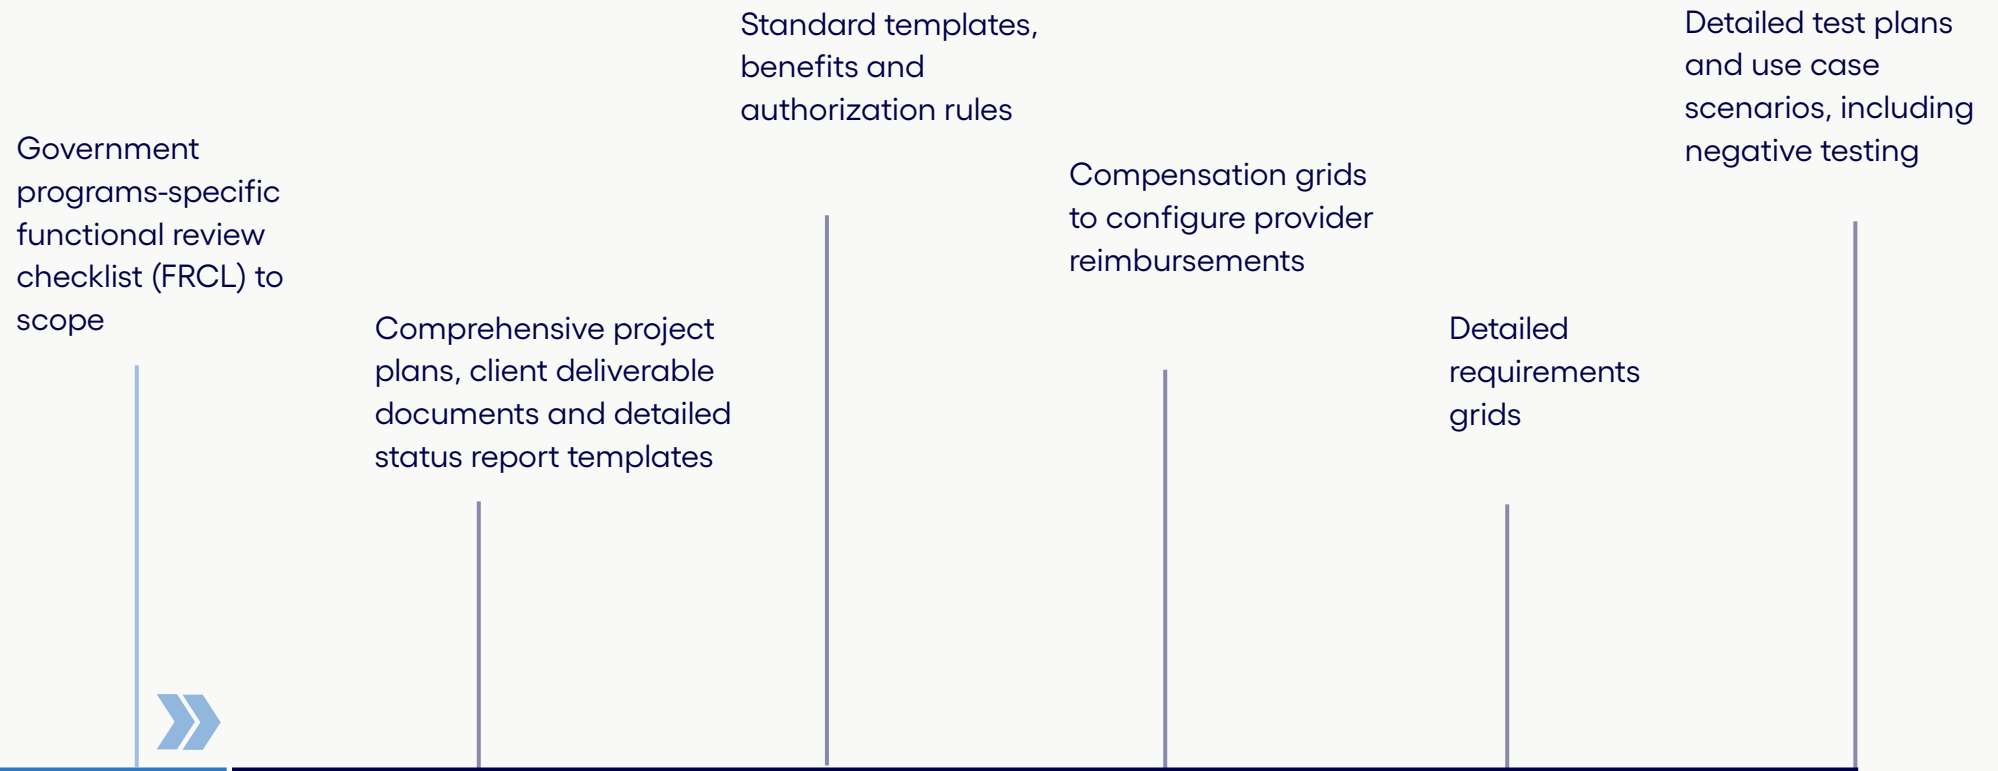 Government
programs-specific
functional review
checklist (FRCL) to
scope
Comprehensive project
plans, client deliverable
documents and detailed
status report templates
Standard templates,
benefits and
authorization rules
Compensation grids
to configure provider
reimbursements
Detailed
requirements
grids
Detailed test plans
and use case
scenarios, including
negative testing